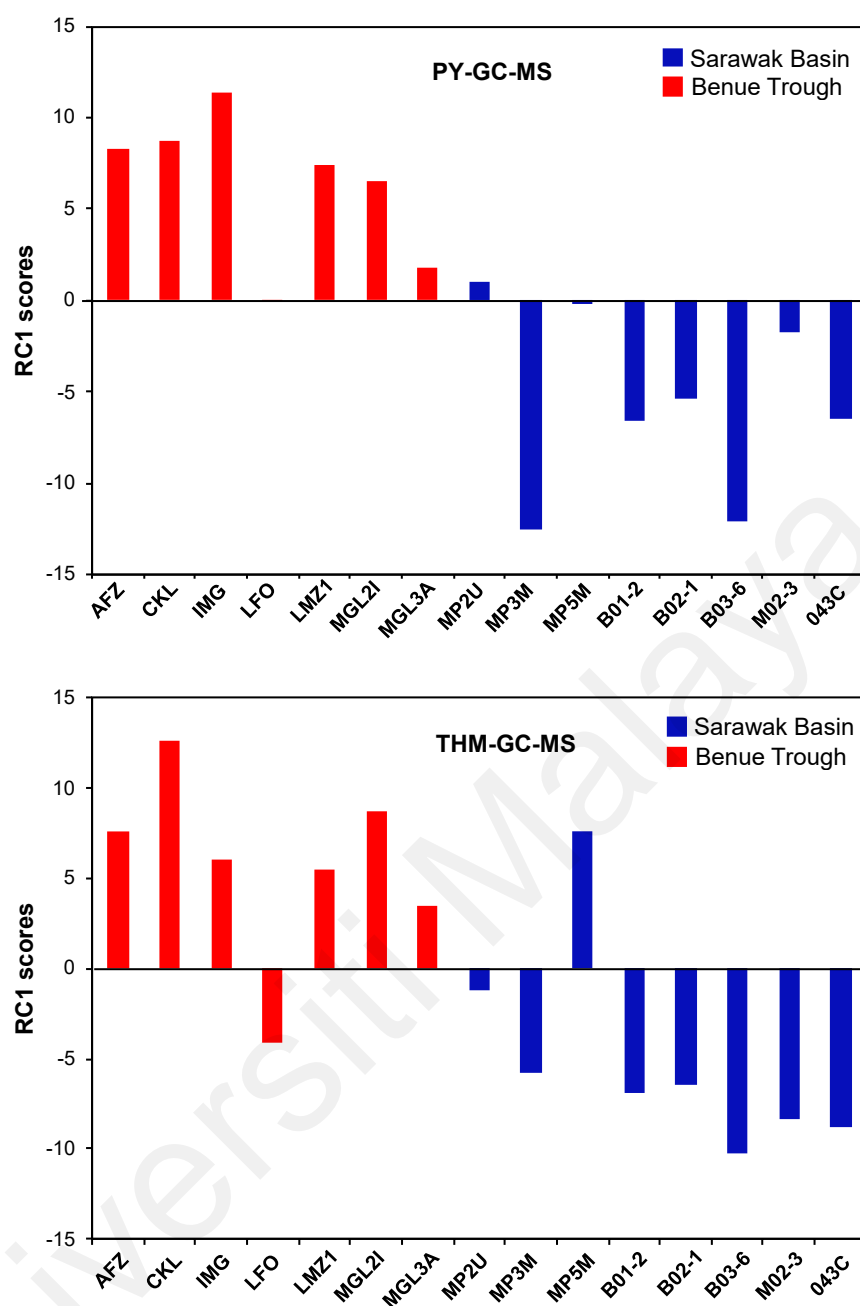 15
10
5
0
-5
-10
-15
RC1 scores
PY-GC-MS
Sarawak Basin
Benue Trough
AFZ
CKL
IMG
LFO
LMZ1
MGL2I
MGL3A
MP2U
MP3M
MP5M
B01-2
B02-1
B03-6
M02-3
043C
15
10
5
0
-5
-10
-15
RC1 scores
THM-GC-MS
Sarawak Basin
Benue Trough
AFZ
CKL
IMG
LFO
LMZ1
MGL2I
MGL3A
MP2U
MP3M
MP5M
B01-2
B02-1
B03-6
M02-3
043C
versiti Malaya